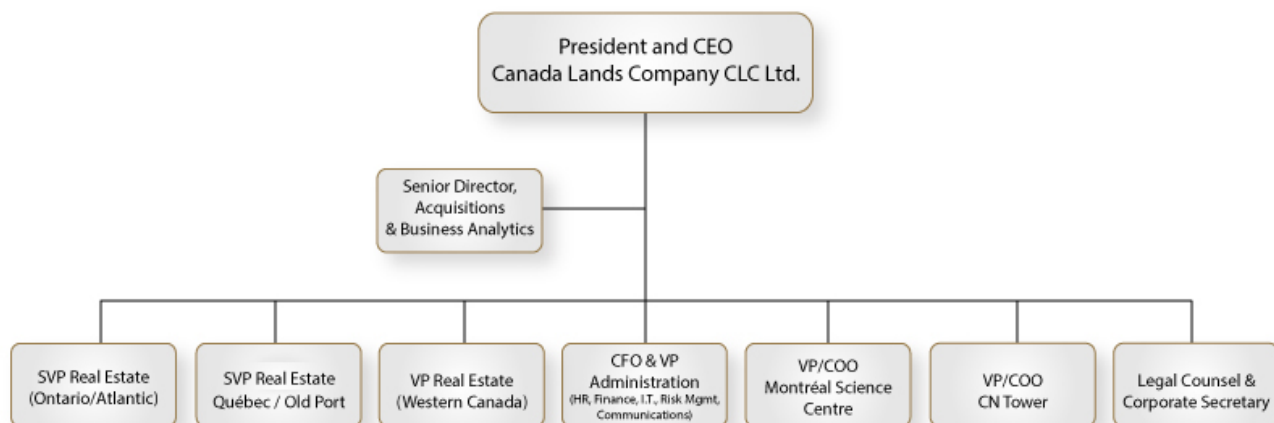 President and CEO
Canada Lands Company CLC Ltd.
Senior Director,
Acquisitions
& Business Analytics
SVP Real Estate
(Ontario/Atlantic)
SVP Real Estate
Québec / Old Port
VP Real Estate
(Western Canada)
CFO & VP
Administration
(HR, Finance, I.T., Risk Mgmt,
Communications)
VP/COO
Montréal Science
Centre
VP/COO
CN Tower
Legal Counsel &
Corporate Secretary